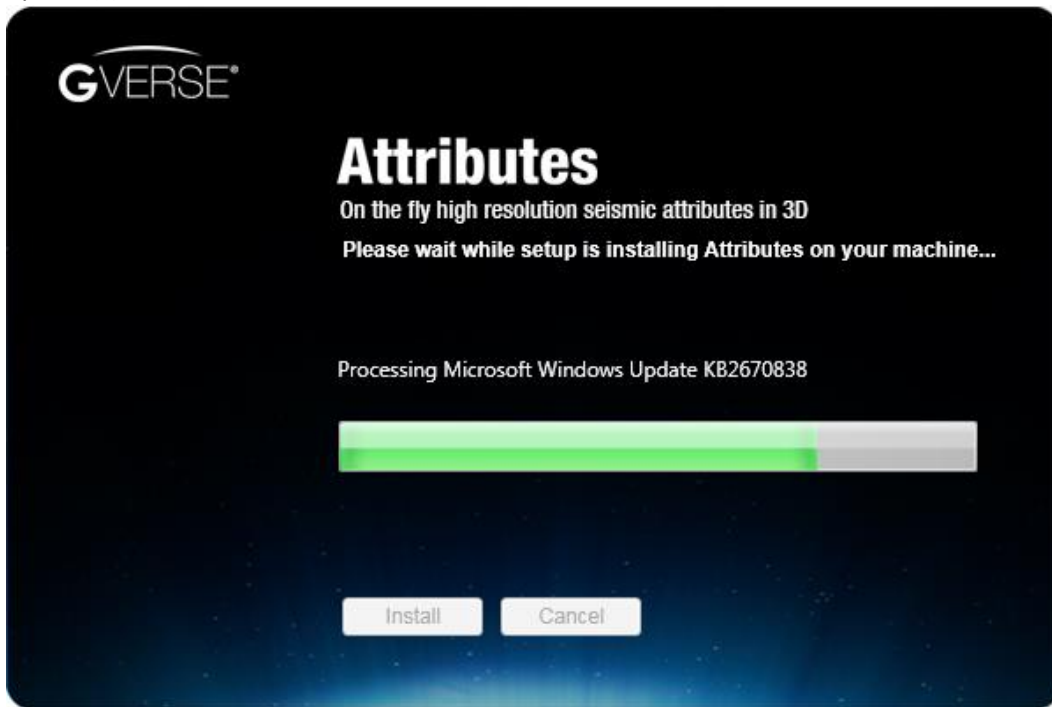 GVERSE®
Attributes
On the fly high resolution seismic attributes in 3D
Please wait while setup is installing Attributes on your machine...
Processing Microsoft Windows Update KB2670838
Install Cancel